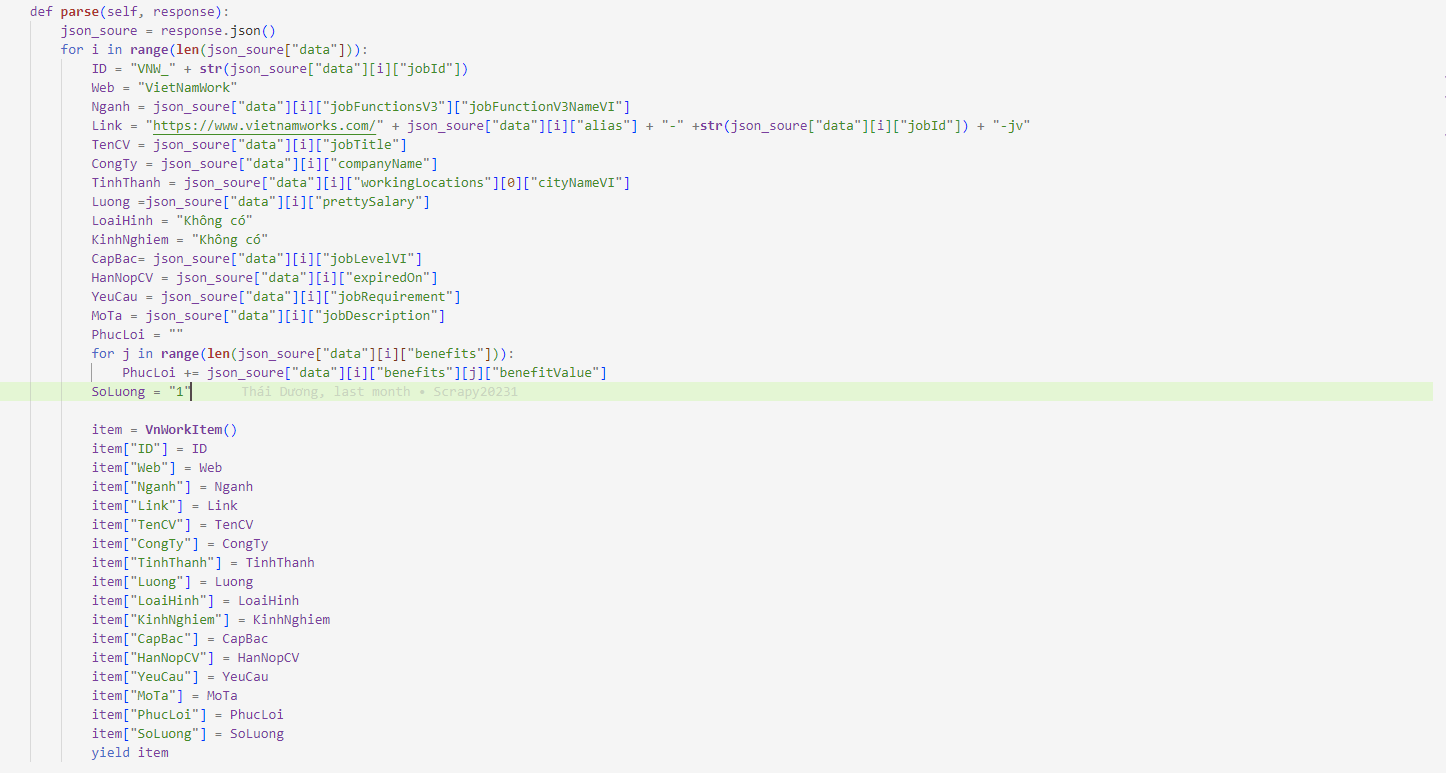 def parse(self, response):
json_soure = response.json()
for i in range(len(json_soure["data"])):
ID = "VNW_" + str(json_soure["data"][i]["jobId"])
Web = "VietNamWork"
Nganh = json_soure["data"][i]["jobFunctionsV3"]["jobFunctionV3NameVI"]
Link = "https://www.vietnamworks.com/" + json_soure["data"][i]["alias"] + "-" +str(json_soure["data"][i]["jobId"]) + "-jv"
TenCV = json_soure["data"][i]["jobTitle"]
CongTy = json_soure["data"][i]["companyName"]
TinhThanh = json_soure["data"][i]["workingLocations"][0]["cityNameVI"]
Luong =json_soure["data"][i]["prettySalary"]
LoaiHinh = "Không có"
KinhNghiem = "Không có"
CapBac= json_soure["data"][i]["jobLevelVI"]
HanNopCV = json_soure["data"][i]["expiredOn"]
YeuCau = json_soure["data"][i]["jobRequirement"]
MoTa = json_soure["data"][i]["jobDescription"]
PhucLoi = ""
for j in range(len(json_soure["data"][i]["benefits"])):
PhucLoi += json_soure["data"][i]["benefits"][j]["benefitValue"]
SoLuong = "1" Thái Dương, last month • Scrapy20231
item = VnWorkItem()
item["ID"] = ID
item["Web"] = Web
item["Nganh"] = Nganh
item["Link"] = Link
item["TenCV"] = TenCV
item["CongTy"] = CongTy
item["TinhThanh"] = TinhThanh
item["Luong"] = Luong
item["LoaiHinh"] = LoaiHinh
item["KinhNghiem"] = KinhNghiem
item["CapBac"] = CapBac
item["HanNopCV"] = HanNopCV
item["YeuCau"] = YeuCau
item["MoTa"] = MoTa
item["PhucLoi"] = PhucLoi
item["SoLuong"] = SoLuong
yield item